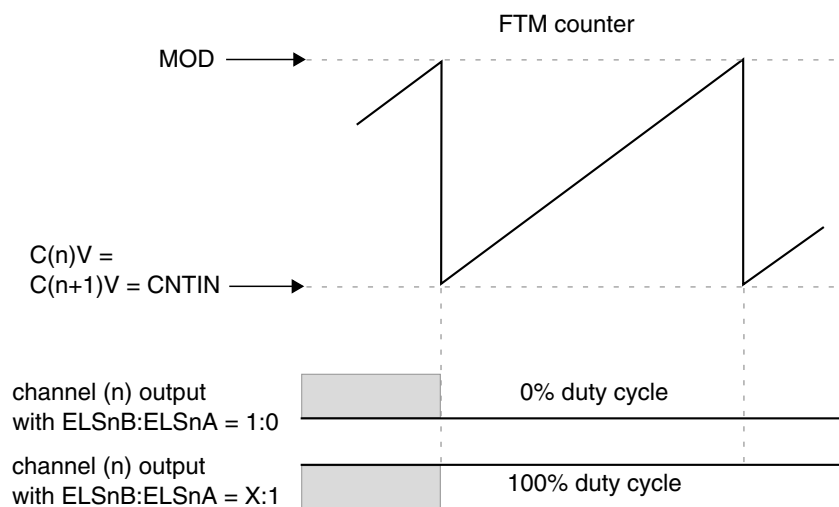 FTM counter
MOD
C(n)V =
C(n+1)V = CNTIN
channel (n) output
with ELSnB:ELSnA = 1:0
0% duty cycle
channel (n) output
with ELSnB:ELSnA = X:1
100% duty cycle